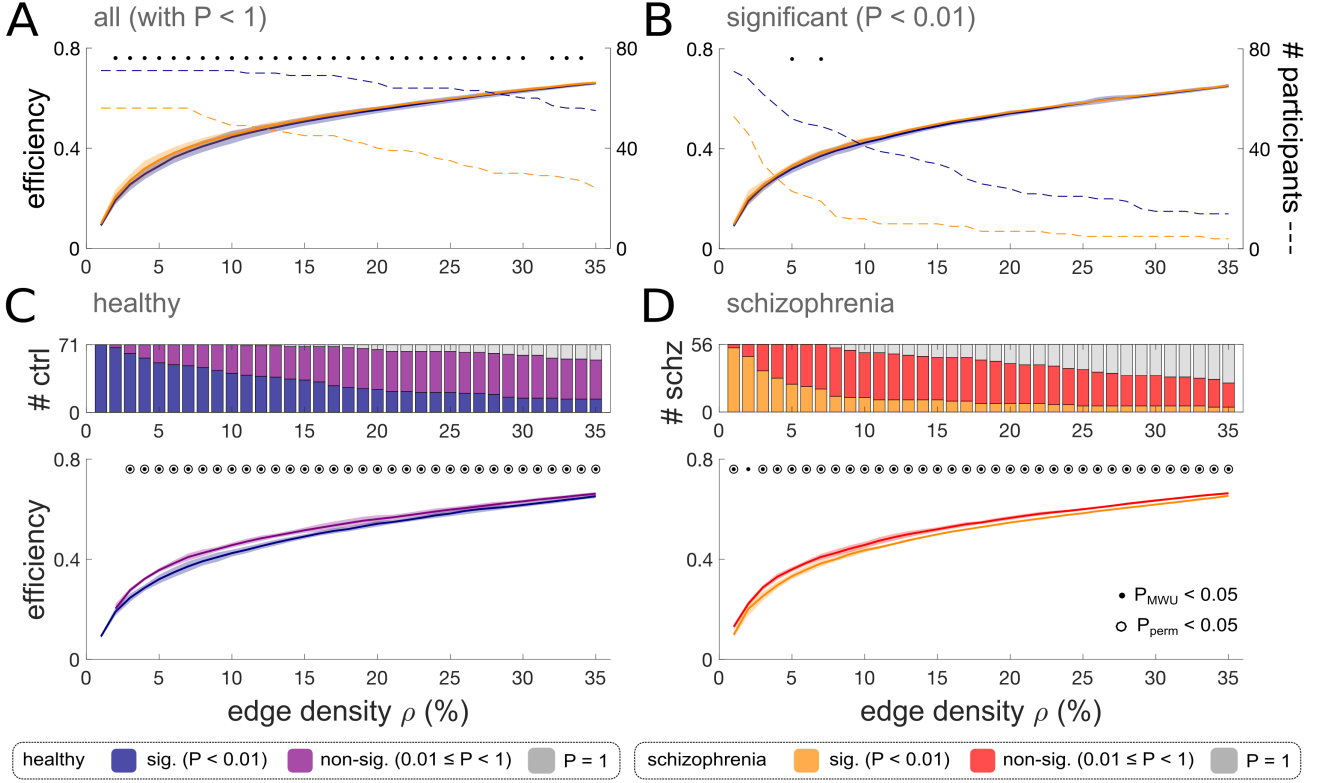 A all (with P < 1)
B significant (P < 0.01)
0.8
0.4
0
efficiency
80
40
0
0 5 10 15 20 25 30 35
0.8
0.4
0
80
40
0
# participants ---
0 5 10 15 20 25 30 35
C healthy
D schizophrenia
71
0
# ctrl
0 5 10 15 20 25 30 35
56
0
# schz
0 5 10 15 20 25 30 35
0.8
0.4
0
efficiency
0 5 10 15 20 25 30 35
edge density ρ (%)
0.8
0.4
0
P_MWU < 0.05
P_perm < 0.05
0 5 10 15 20 25 30 35
edge density ρ (%)
healthy sig. (P < 0.01) non-sig. (0.01 ≤ P < 1) P = 1
schizophrenia sig. (P < 0.01) non-sig. (0.01 ≤ P < 1) P = 1